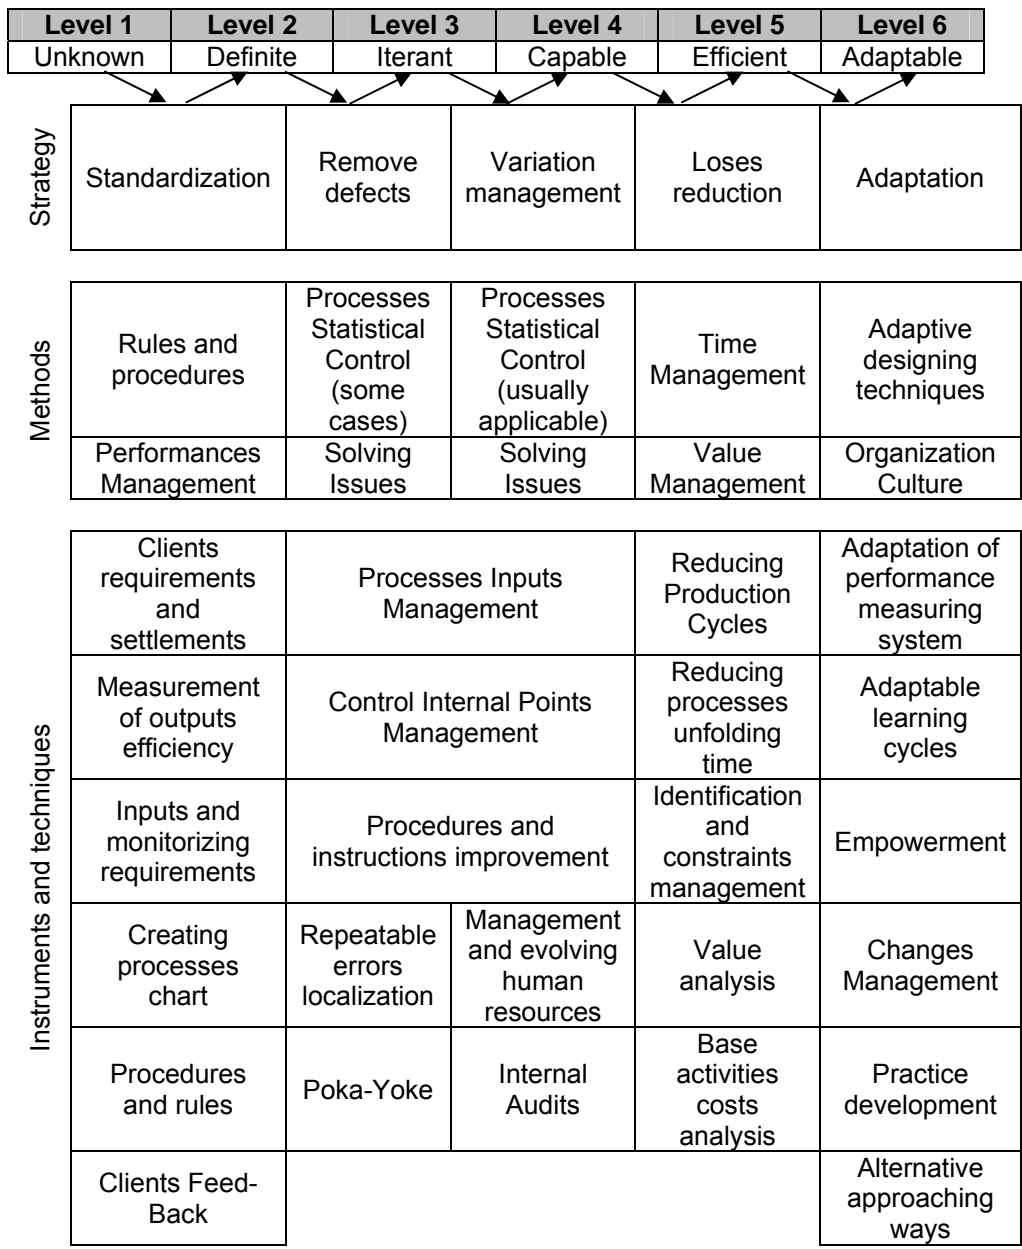 Level 1 Level 2 Level 3 Level 4 Level 5 Level 6
Unknown Definite Iterant Capable Efficient Adaptable
Strategy
Standardization
Remove
defects
Variation
management
Loses
reduction
Adaptation
Methods
Rules and
procedures
Processes
Statistical
Control
(some
cases)
Processes
Statistical
Control
(usually
applicable)
Time
Management
Adaptive
designing
techniques
Performances
Management
Solving
Issues
Solving
Issues
Value
Management
Organization
Culture
Instruments and techniques
Clients
requirements
and
settlements
Processes Inputs
Management
Reducing
Production
Cycles
Adaptation of
performance
measuring
system
Measurement
of outputs
efficiency
Control Internal Points
Management
Reducing
processes
unfolding
time
Adaptable
learning
cycles
Inputs and
monitorizing
requirements
Procedures and
instructions improvement
Identification
and
constraints
management
Empowerment
Creating
processes
chart
Repeatable
errors
localization
Management
and evolving
human
resources
Value
analysis
Changes
Management
Procedures
and rules
Poka-Yoke
Internal
Audits
Base
activities
costs
analysis
Practice
development
Clients Feed-
Back
Alternative
approaching
ways